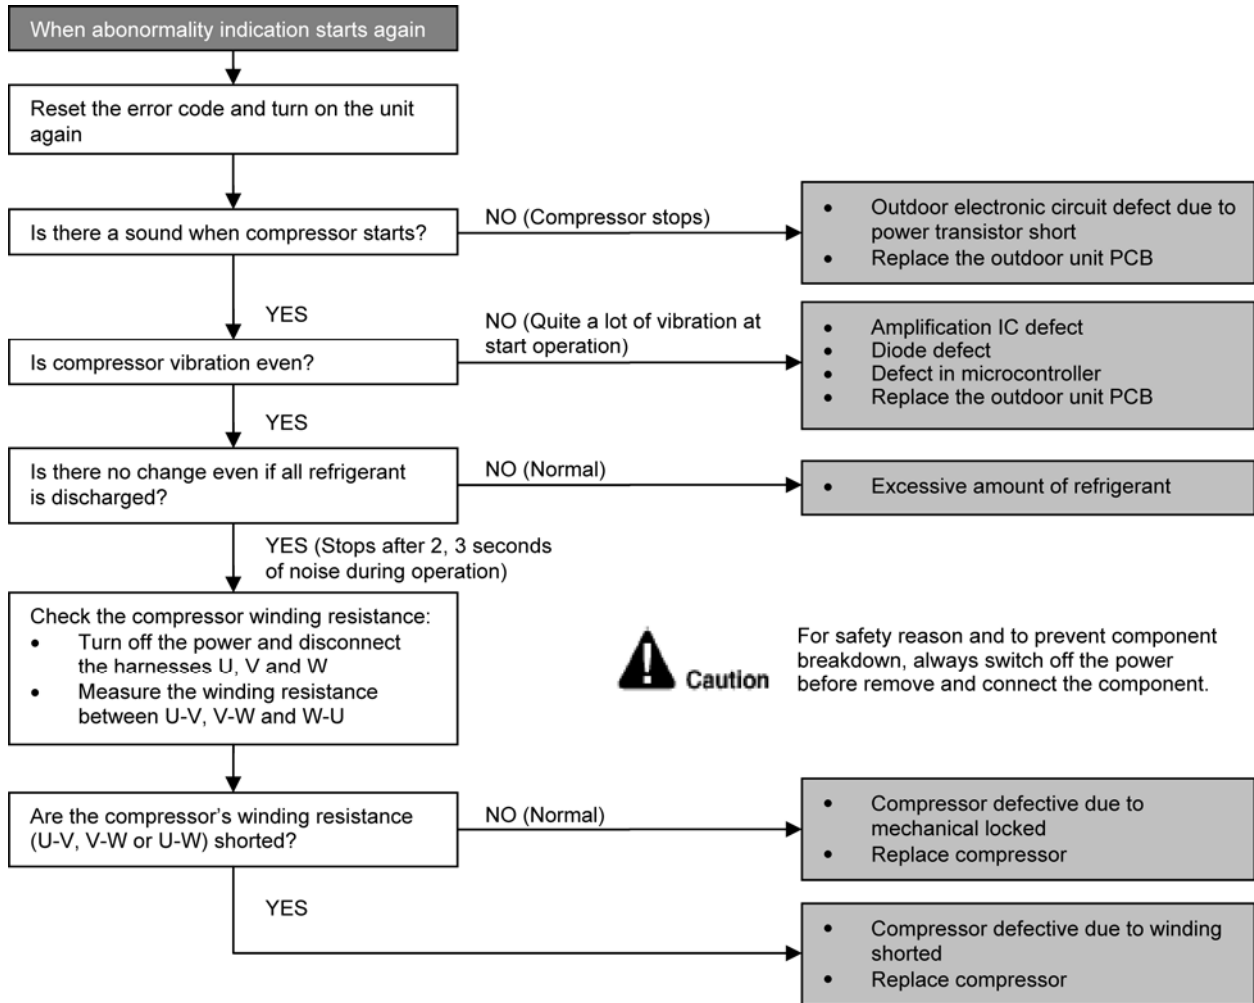 When abonormality indication starts again
Reset the error code and turn on the unit
again
Is there a sound when compressor starts?
NO (Compressor stops)
• Outdoor electronic circuit defect due to
power transistor short
• Replace the outdoor unit PCB
YES
NO (Quite a lot of vibration at
start operation)
Is compressor vibration even?
• Amplification IC defect
• Diode defect
• Defect in microcontroller
• Replace the outdoor unit PCB
YES
Is there no change even if all refrigerant
is discharged?
NO (Normal)
• Excessive amount of refrigerant
YES (Stops after 2, 3 seconds
of noise during operation)
Check the compressor winding resistance:
• Turn off the power and disconnect
the harnesses U, V and W
• Measure the winding resistance
between U-V, V-W and W-U
Caution
For safety reason and to prevent component
breakdown, always switch off the power
before remove and connect the component.
Are the compressor’s winding resistance
(U-V, V-W or U-W) shorted?
NO (Normal)
• Compressor defective due to
mechanical locked
• Replace compressor
YES
• Compressor defective due to winding
shorted
• Replace compressor